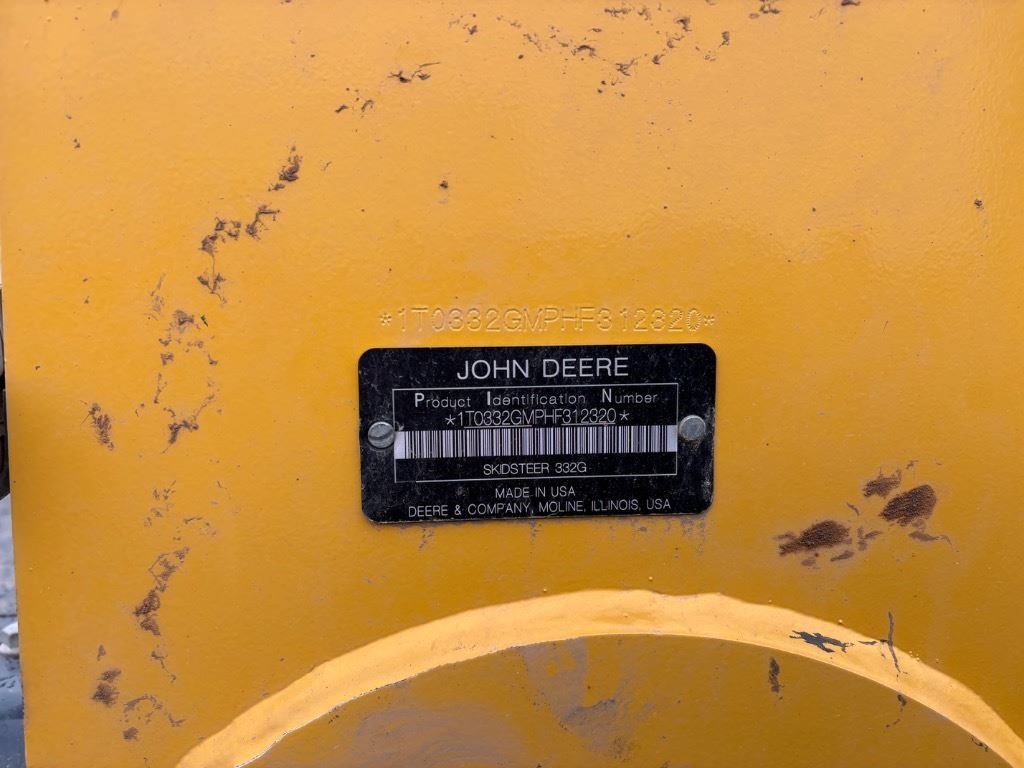 *1T0332GMPHF312320*
JOHN DEERE
Product Identification Number
*1T0332GMPHF312320*
SKIDSTEER 332G
MADE IN USA
DEERE & COMPANY, MOLINE, ILLINOIS, USA